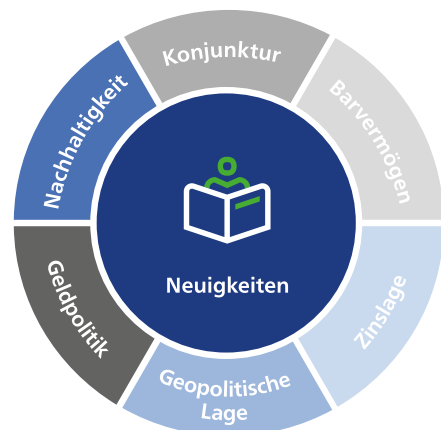 Konjunktur
Barvermögen
Zinslage
Geopolitische
Lage
Geldpolitik
Nachhaltigkeit
Neuigkeiten